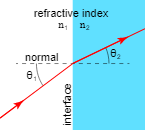 refractive index
n₁ n₂
normal
θ₂
θ₁
interface